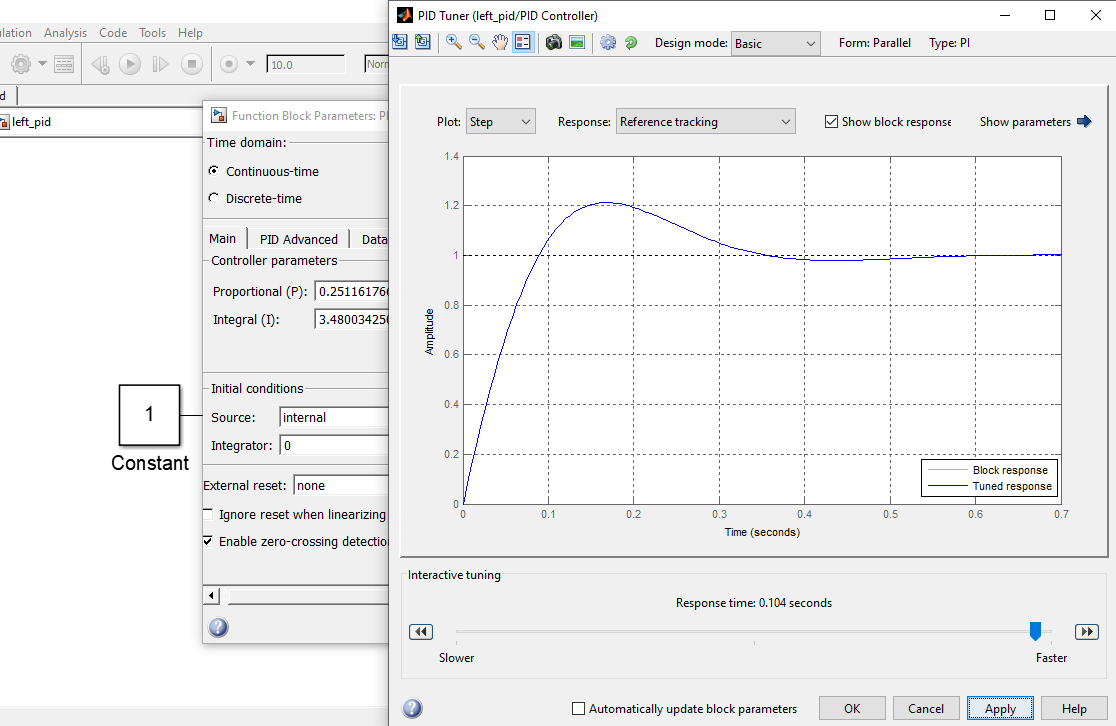 PID Tuner (left_pid/PID Controller)
ulation Analysis Code Tools Help
10.0
Norn
Design mode: Basic Form: Parallel Type: PI
d
left_pid
Function Block Parameters: PI
Time domain:
Continuous-time
Discrete-time
Main PID Advanced Data
Controller parameters
Proportional (P): 0.251161766
Integral (I): 3.480034250
Initial conditions
Source: internal
Integrator: 0
External reset: none
Ignore reset when linearizing
Enable zero-crossing detection
1
Constant
Plot: Step Response: Reference tracking Show block response Show parameters
1.4
1.2
1
0.8
0.6
0.4
0.2
0
Amplitude
0 0.1 0.2 0.3 0.4 0.5 0.6 0.7
Time (seconds)
Block response
Tuned response
Interactive tuning
Response time: 0.104 seconds
Slower Faster
Automatically update block parameters OK Cancel Apply Help